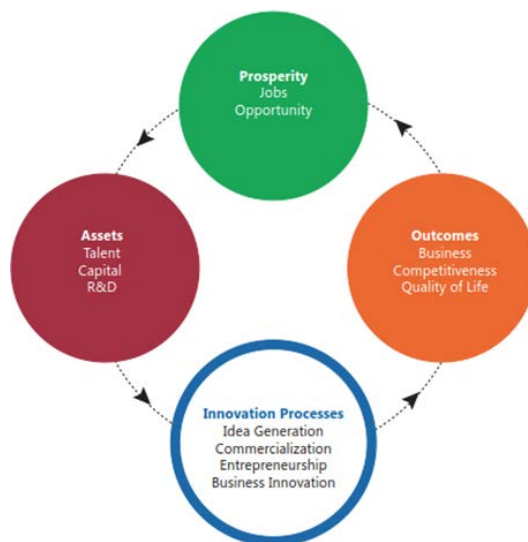 Prosperity
Jobs
Opportunity
Assets
Talent
Capital
R&D
Outcomes
Business
Competitiveness
Quality of Life
Innovation Processes
Idea Generation
Commercialization
Entrepreneurship
Business Innovation